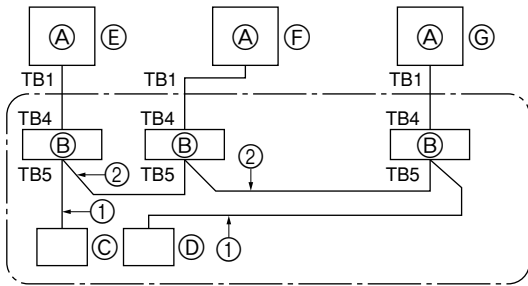 Ⓐ Ⓔ Ⓐ Ⓕ Ⓐ Ⓖ
TB1 TB1 TB1
TB4 TB4 TB4
Ⓑ Ⓑ Ⓑ
TB5 ② TB5 ② TB5
①
Ⓒ Ⓓ ①